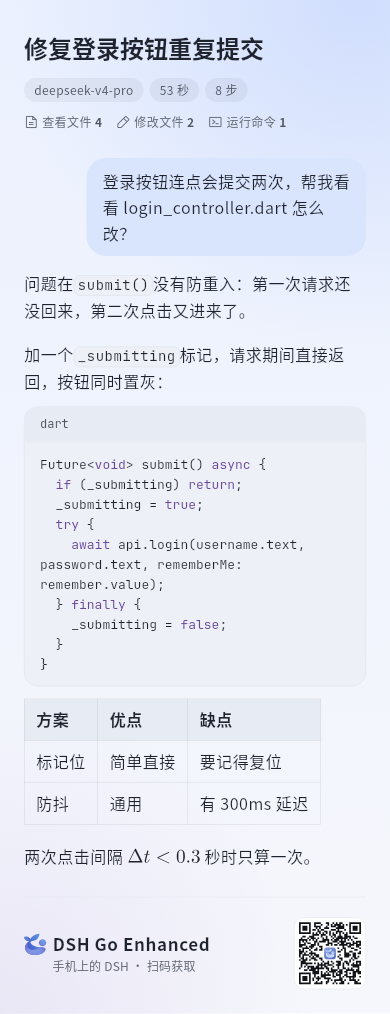 修复登录按钮重复提交
deepseek-v4-pro 53 秒 8 步
查看文件 4 修改文件 2 运行命令 1
登录按钮连点会提交两次，帮我看
看 login_controller.dart 怎么
改？
问题在 submit() 没有防重入：第一次请求还
没回来，第二次点击又进来了。
加一个 _submitting 标记，请求期间直接返
回，按钮同时置灰：
dart
Future<void> submit() async {
  if (_submitting) return;
  _submitting = true;
  try {
    await api.login(username.text,
password.text, rememberMe:
remember.value);
  } finally {
    _submitting = false;
  }
}
方案 优点 缺点
标记位 简单直接 要记得复位
防抖 通用 有 300ms 延迟
两次点击间隔 Δt < 0.3 秒时只算一次。
DSH Go Enhanced
手机上的 DSH · 扫码获取